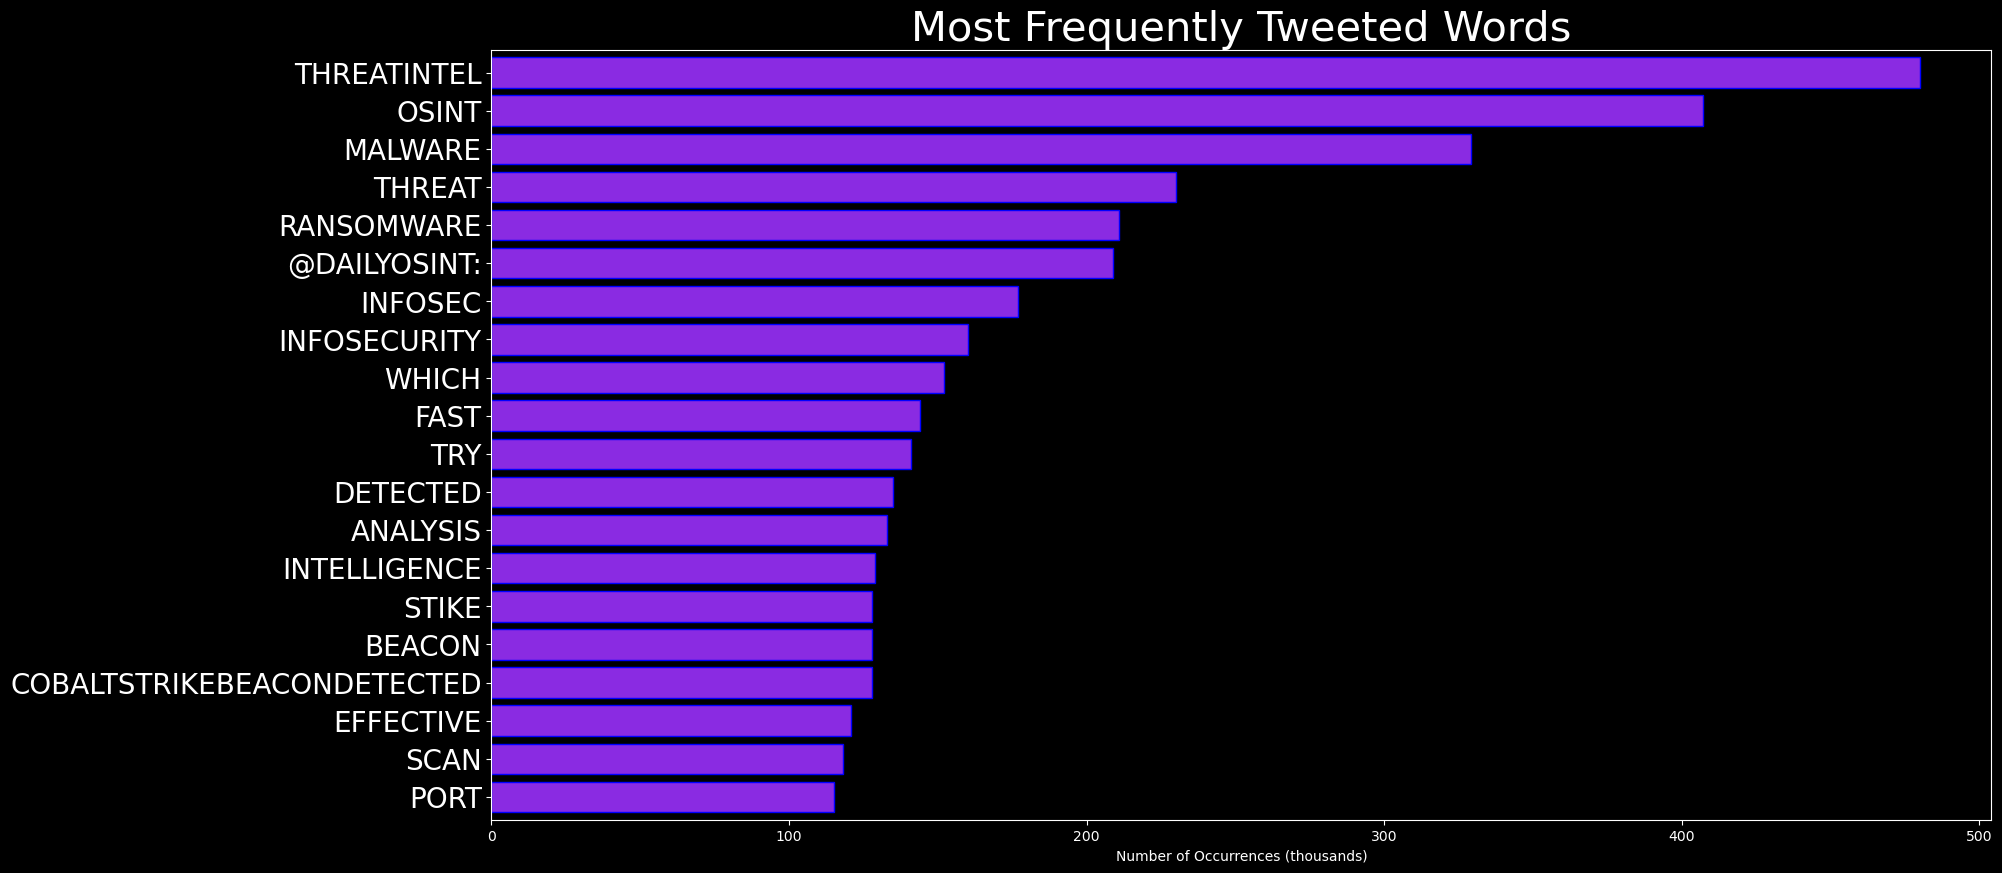 Most Frequently Tweeted Words
THREATINTEL
OSINT
MALWARE
THREAT
RANSOMWARE
@DAILYOSINT:
INFOSEC
INFOSECURITY
WHICH
FAST
TRY
DETECTED
ANALYSIS
INTELLIGENCE
STIKE
BEACON
COBALTSTRIKEBEACONDETECTED
EFFECTIVE
SCAN
PORT
0 100 200 300 400 500
Number of Occurrences (thousands)